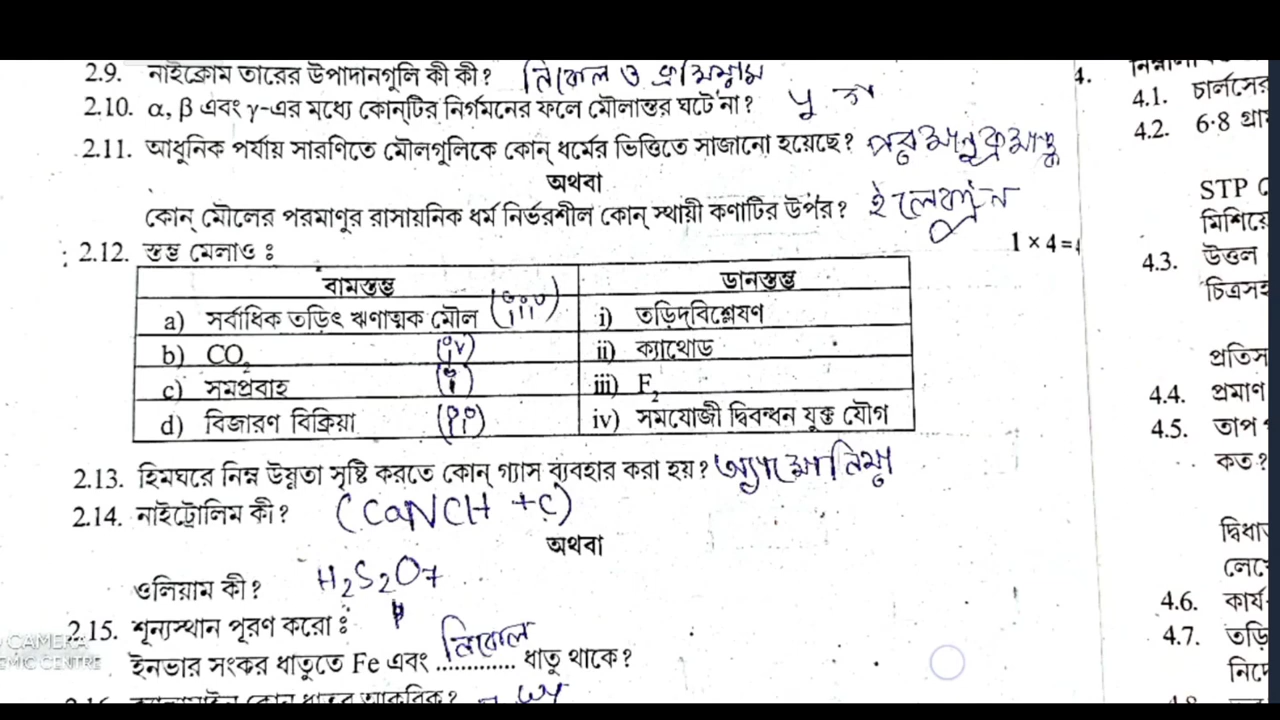 2.9. নাইক্রোম তারের উপাদানগুলি কী কী? নিকেল ও ক্রোমিয়াম
2.10. α, β এবং γ-এর মধ্যে কোন্‌টির নির্গমনের ফলে মৌলান্তর ঘটে না?
2.11. আধুনিক পর্যায় সারণিতে মৌলগুলিকে কোন্ ধর্মের ভিত্তিতে সাজানো হয়েছে?
অথবা
কোন্ মৌলের পরমাণুর রাসায়নিক ধর্ম নির্ভরশীল কোন্ স্থায়ী কণাটির উপর? ইলেকট্রন
2.12. স্তম্ভ মেলাও ঃ 1 × 4 =
বামস্তম্ভ ডানস্তম্ভ
a) সর্বাধিক তড়িৎ ঋণাত্মক মৌল (iii) i) তড়িদ্‌বিশ্লেষণ
b) CO₂ (iv) ii) ক্যাথোড
c) সমপ্রবাহ (i) iii) F₂
d) বিজারণ বিক্রিয়া (ii) iv) সমযোজী দ্বিবন্ধন যুক্ত যৌগ
2.13. হিমঘরে নিম্ন উষ্ণতা সৃষ্টি করতে কোন্ গ্যাস ব্যবহার করা হয়? অ্যামোনিয়া
2.14. নাইট্রোলিম কী? (CaNCH + C)
অথবা
ওলিয়াম কী? H₂S₂O₇
2.15. শূন্যস্থান পূরণ করো ঃ
ইনভার সংকর ধাতুতে Fe এবং ............. ধাতু থাকে? নিকেল
4.
4.1. চার্লসের
4.2. 6·8 গ্রা
STP
মিশিয়ে
4.3. উত্তল
চিত্রসহ
প্রতিস
4.4. প্রমাণ
4.5. তাপ
কত?
দ্বিধা
লেখে
4.6. কার্য
4.7. তড়ি
নির্দে
CAMERA
MIC CENTRE